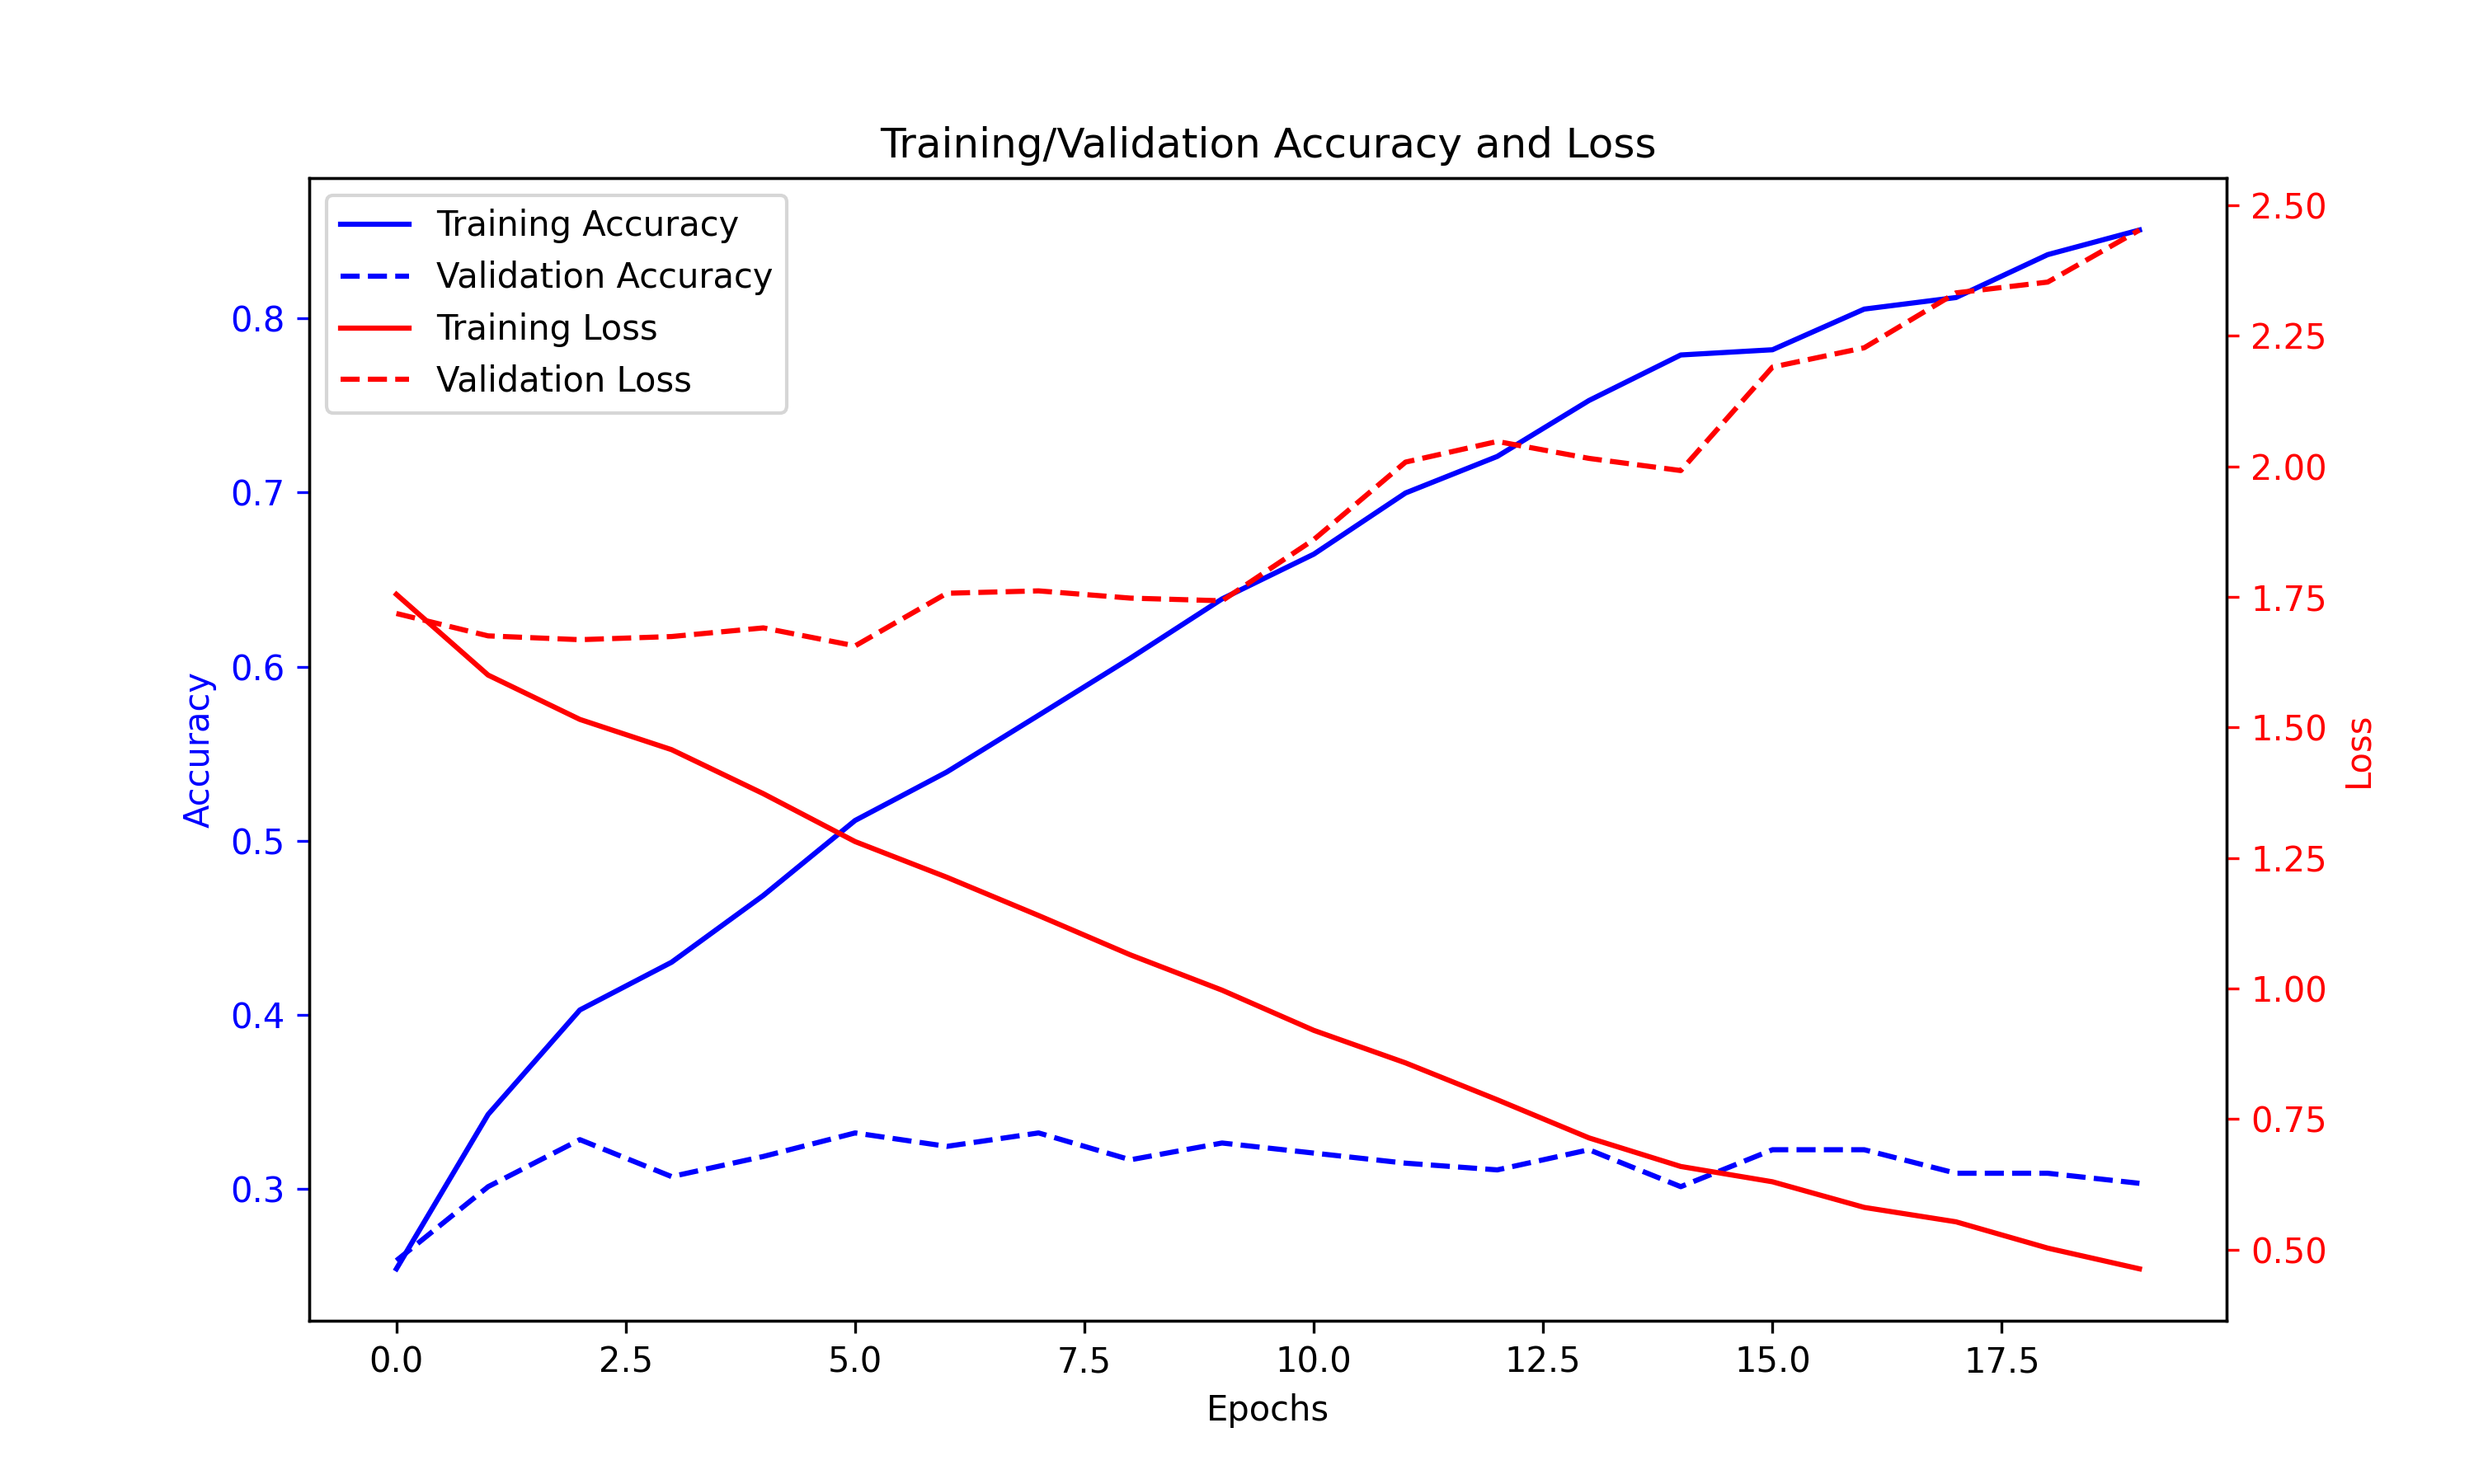 Training/Validation Accuracy and Loss
Training Accuracy
Validation Accuracy
Training Loss
Validation Loss
Accuracy
0.8
0.7
0.6
0.5
0.4
0.3
2.50
2.25
2.00
1.75
1.50
1.25
1.00
0.75
0.50
Loss
0.0 2.5 5.0 7.5 10.0 12.5 15.0 17.5
Epochs